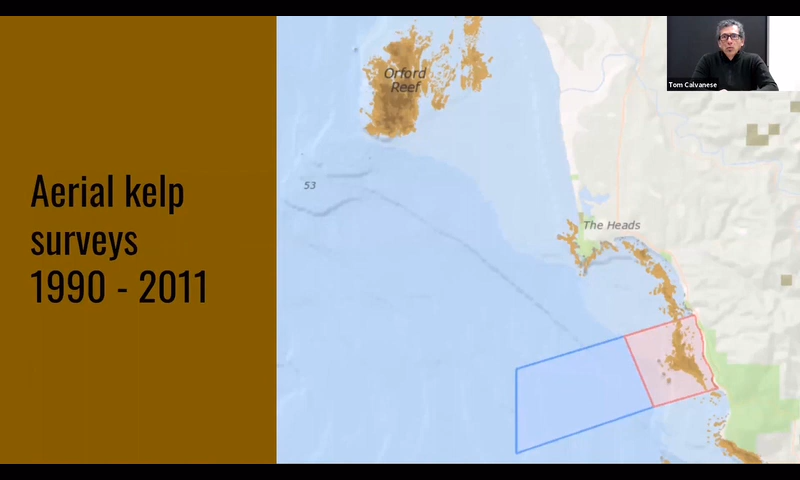 Aerial kelp
surveys
1990 - 2011
Orford
Reef
53
The Heads
Tom Calvanese